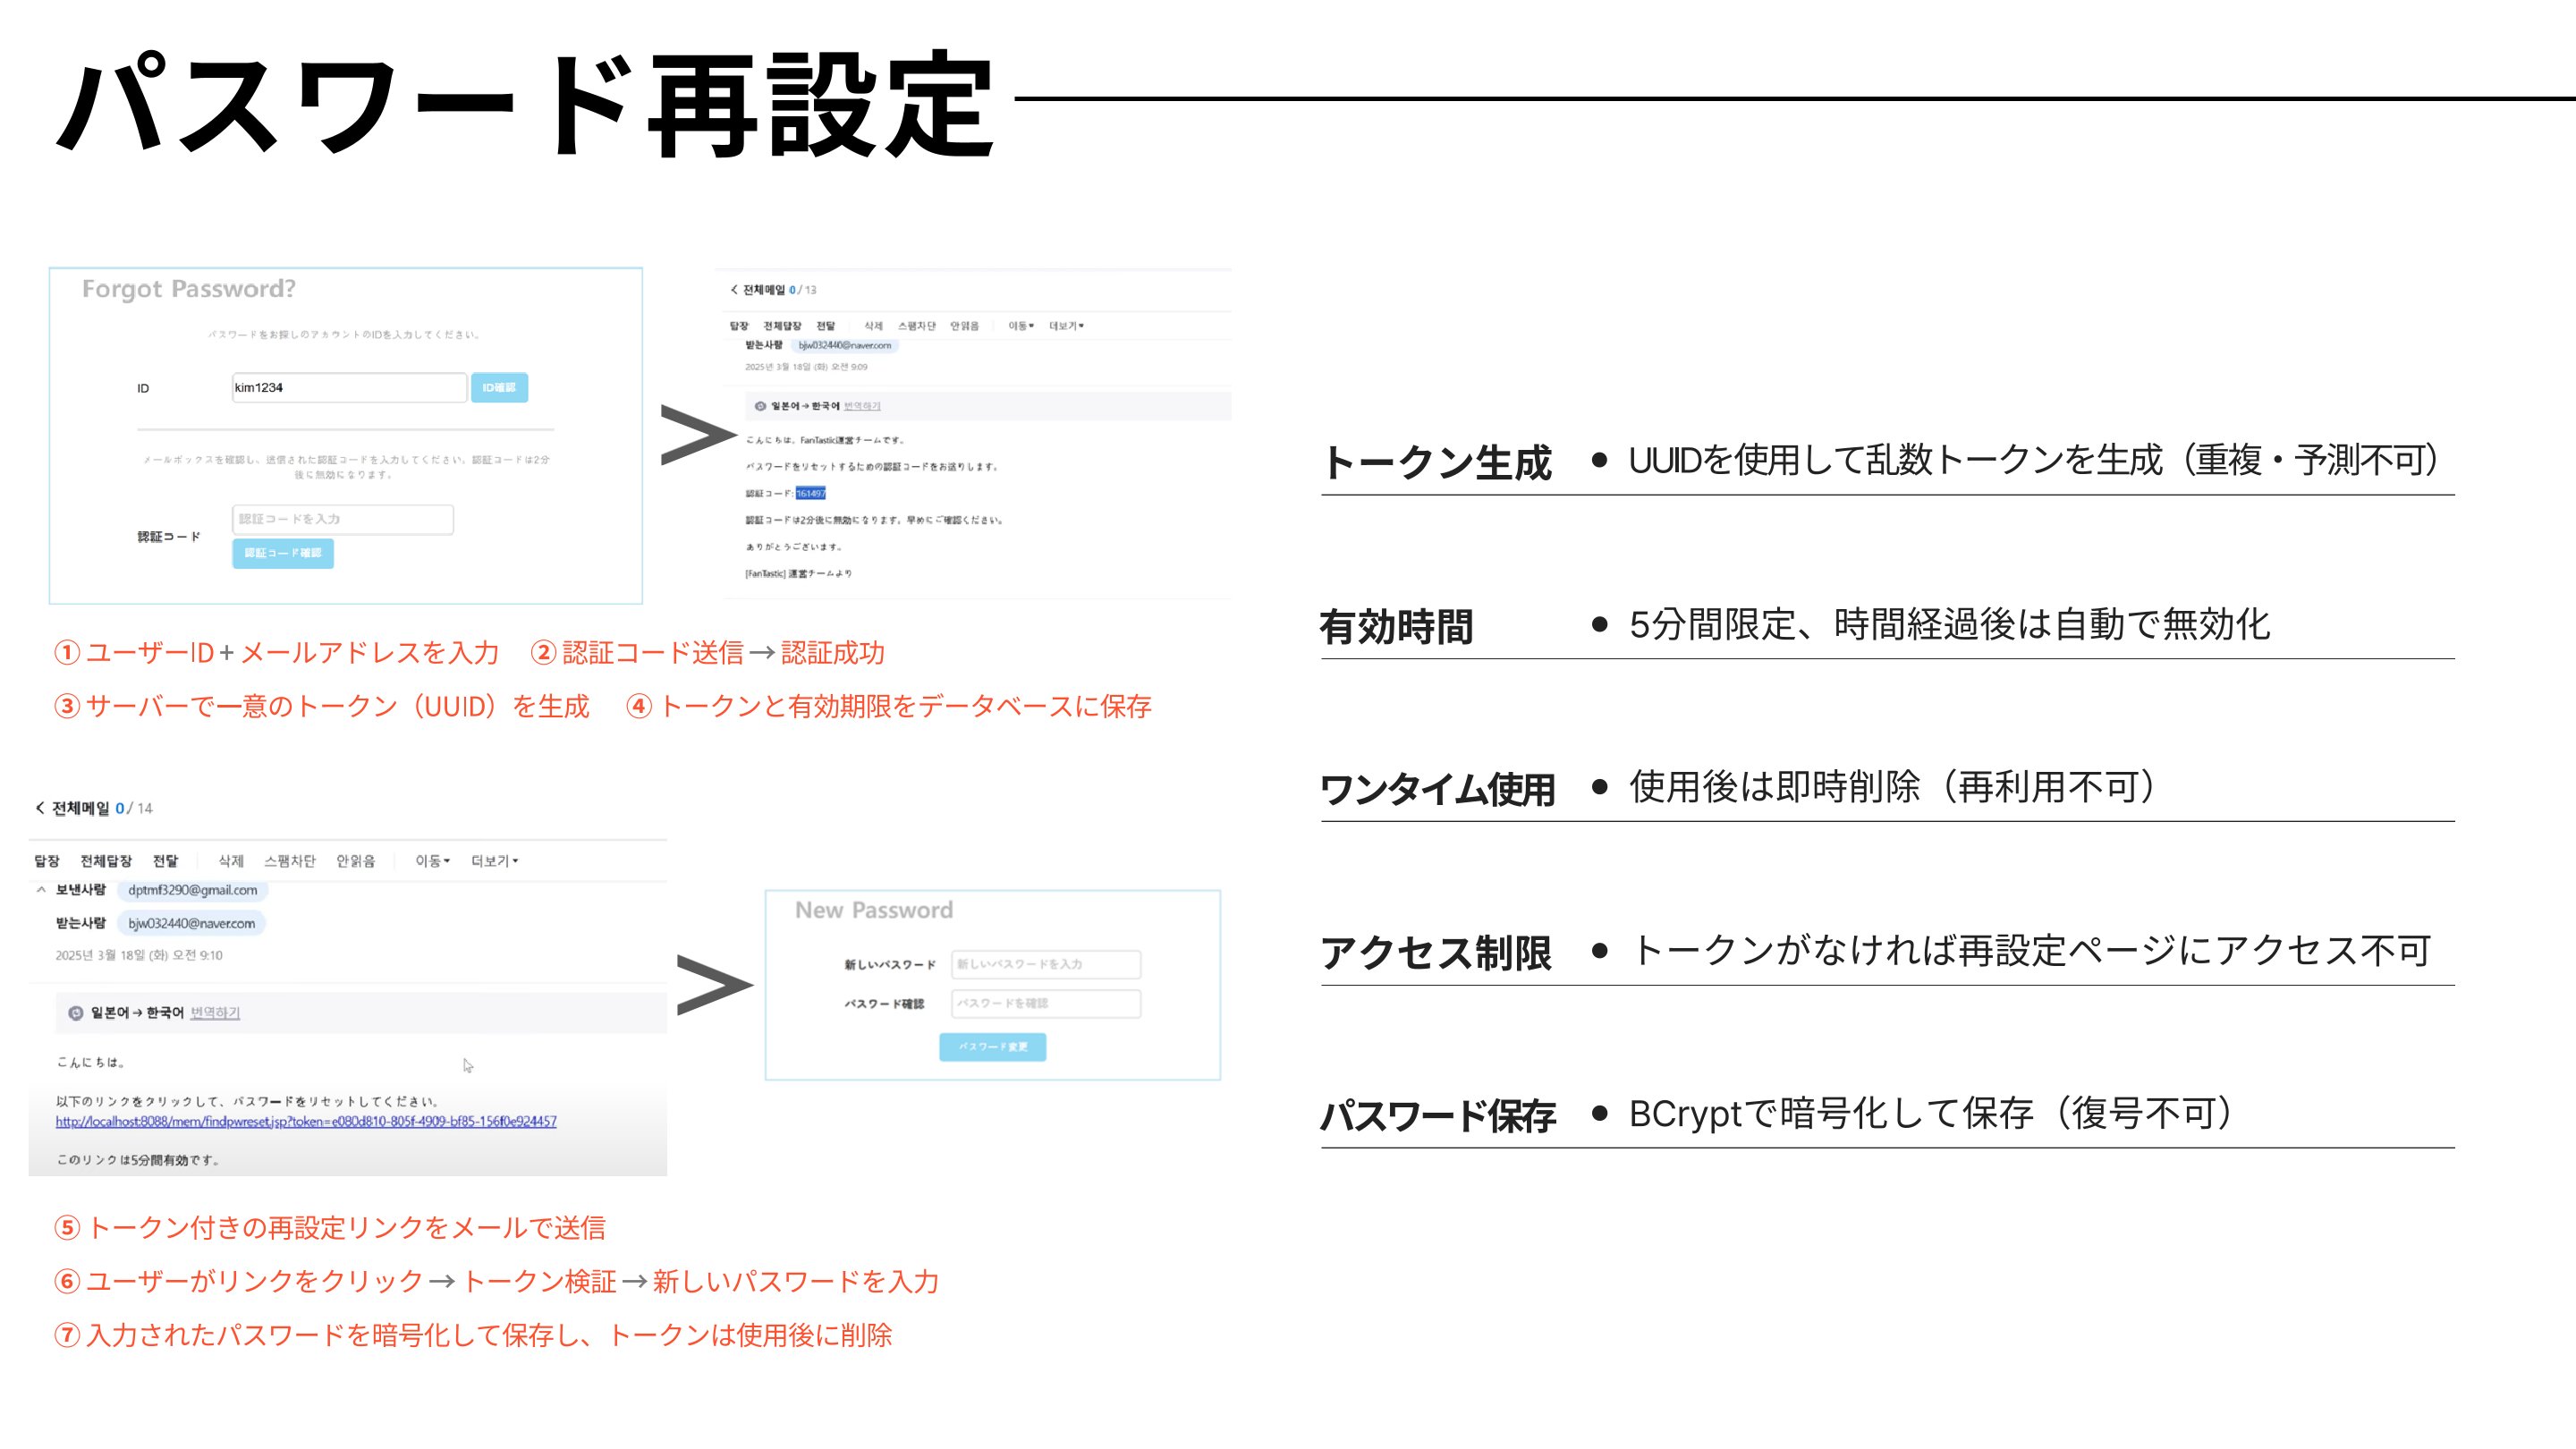 パスワード再設定
Forgot Password?
パスワードをお探しのアカウントのIDを入力してください。
ID
kim1234
ID確認
メールボックスを確認し、送信された認証コードを入力してください。認証コードは2分
後に無効になります。
認証コード
認証コードを入力
認証コード確認
>
전체메일 0 / 13
답장 전체답장 전달 삭제 스팸차단 안읽음 이동 더보기
받는사람 bjw032440@naver.com
2025년 3월 18일 (화) 오전 9:09
일본어→한국어 번역하기
こんにちは。FanTastic運営チームです。
パスワードをリセットするための認証コードをお送りします。
認証コード: 161497
認証コードは2分後に無効になります。早めにご確認ください。
ありがとうございます。
[FanTastic] 運営チームより
① ユーザーID + メールアドレスを入力 ② 認証コード送信 → 認証成功
③ サーバーで一意のトークン（UUID）を生成 ④ トークンと有効期限をデータベースに保存
전체메일 0 / 14
답장 전체답장 전달 삭제 스팸차단 안읽음 이동 더보기
보낸사람 dptmf3290@gmail.com
받는사람 bjw032440@naver.com
2025년 3월 18일 (화) 오전 9:10
일본어→한국어 번역하기
こんにちは。
以下のリンクをクリックして、パスワードをリセットしてください。
http://localhost:8088/mem/findpwreset.jsp?token=e080d810-805f-4909-bf85-156f0e924457
このリンクは5分間有効です。
>
New Password
新しいパスワード 新しいパスワードを入力
パスワード確認 パスワードを確認
パスワード変更
⑤ トークン付きの再設定リンクをメールで送信
⑥ ユーザーがリンクをクリック → トークン検証 → 新しいパスワードを入力
⑦ 入力されたパスワードを暗号化して保存し、トークンは使用後に削除
トークン生成 • UUIDを使用して乱数トークンを生成（重複・予測不可）
有効時間 • 5分間限定、時間経過後は自動で無効化
ワンタイム使用 • 使用後は即時削除（再利用不可）
アクセス制限 • トークンがなければ再設定ページにアクセス不可
パスワード保存 • BCryptで暗号化して保存（復号不可）